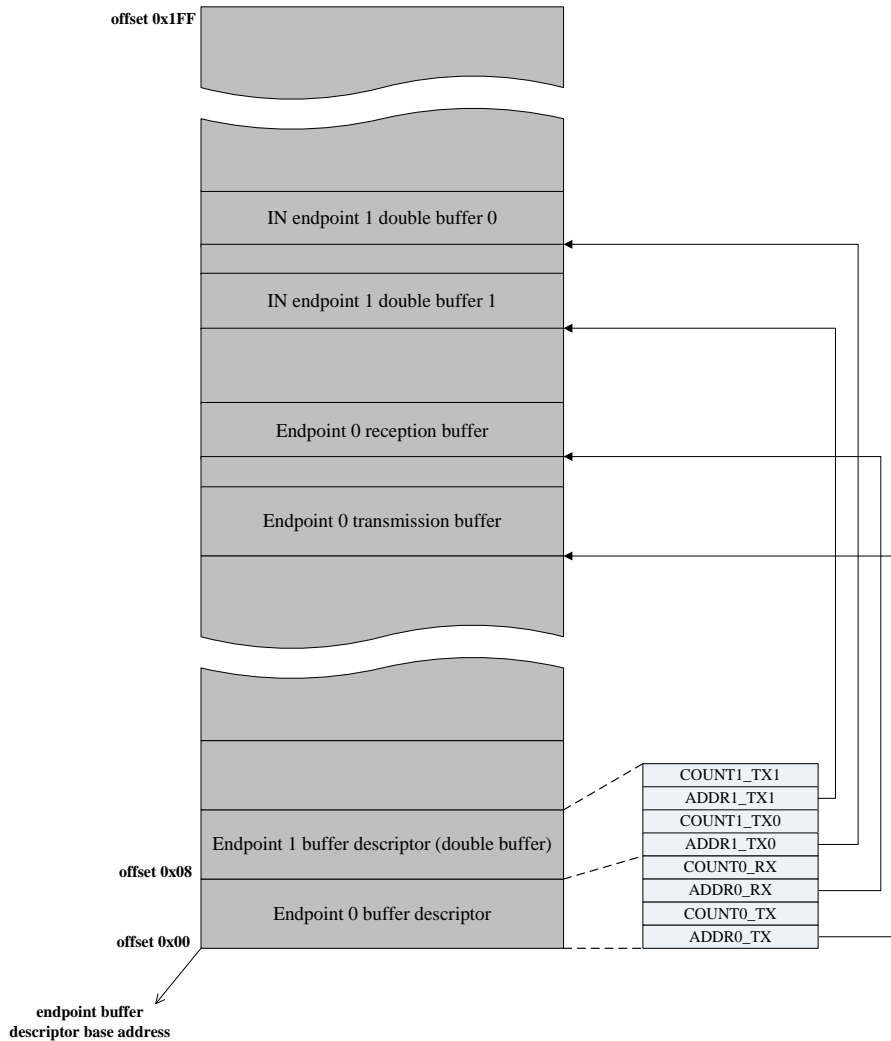 offset 0x1FF
IN endpoint 1 double buffer 0
IN endpoint 1 double buffer 1
Endpoint 0 reception buffer
Endpoint 0 transmission buffer
Endpoint 1 buffer descriptor (double buffer)
offset 0x08
Endpoint 0 buffer descriptor
offset 0x00
endpoint buffer
descriptor base address
COUNT1_TX1
ADDR1_TX1
COUNT1_TX0
ADDR1_TX0
COUNT0_RX
ADDR0_RX
COUNT0_TX
ADDR0_TX